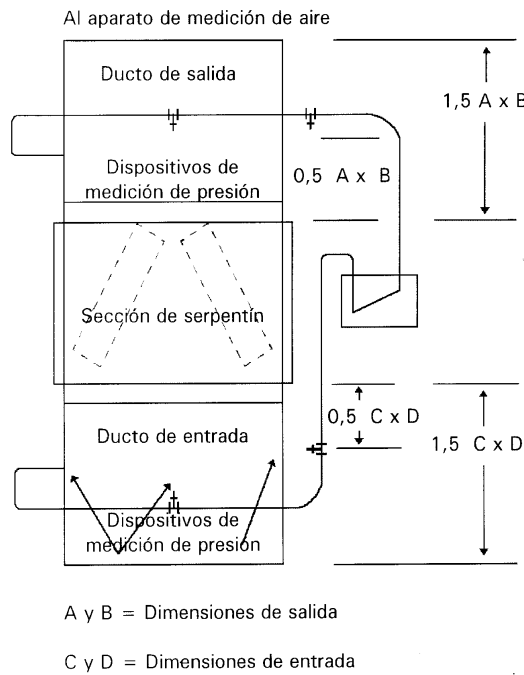 Al aparato de medición de aire
Ducto de salida
1,5 A x B
Dispositivos de
medición de presión
0,5 A x B
Sección de serpentín
0,5 C x D
Ducto de entrada
1,5 C x D
Dispositivos de
medición de presión
A y B = Dimensiones de salida
C y D = Dimensiones de entrada